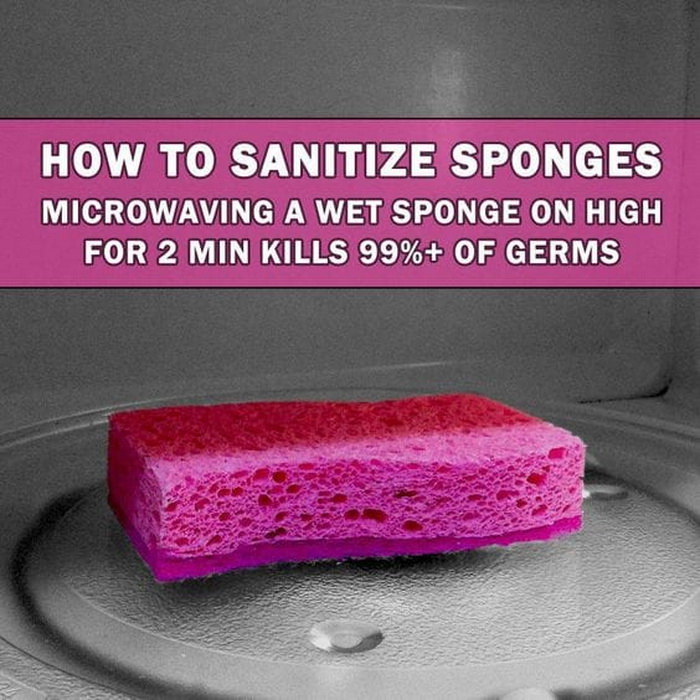 HOW TO SANITIZE SPONGES
MICROWAVING A WET SPONGE ON HIGH
FOR 2 MIN KILLS 99%+ OF GERMS